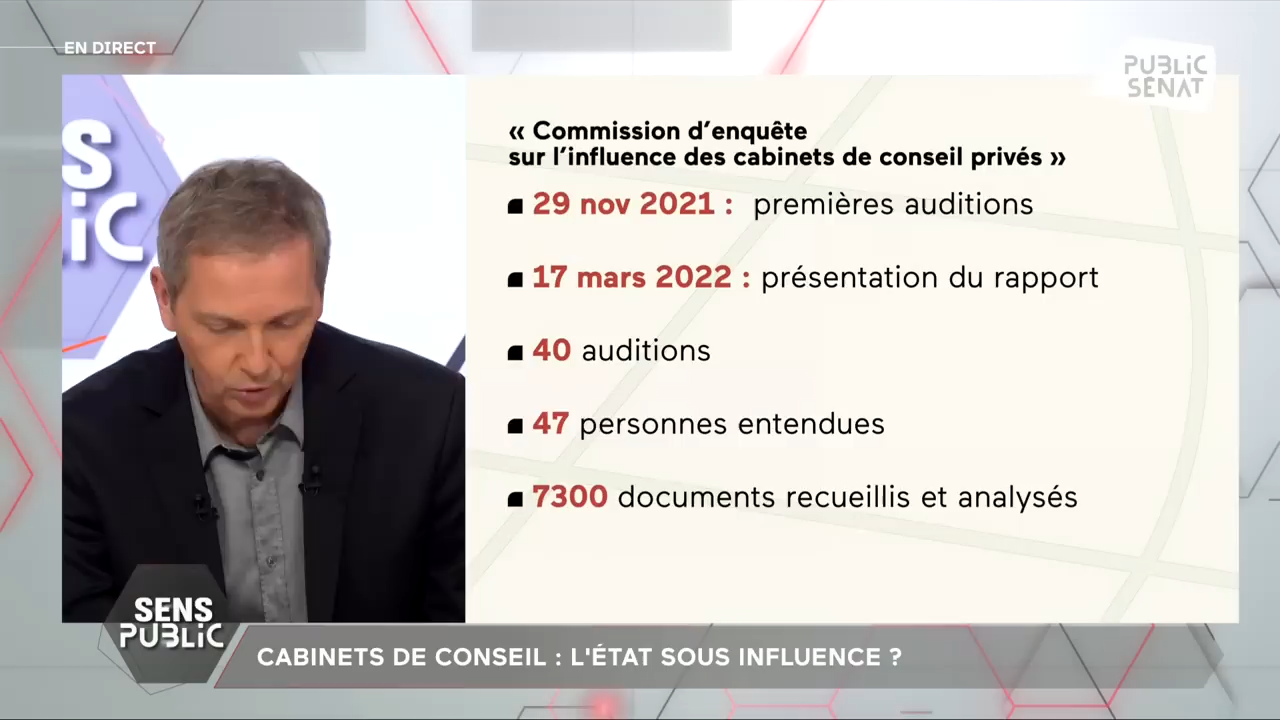 EN DIRECT
PUBLIC
SÉNAT
« Commission d’enquête
sur l’influence des cabinets de conseil privés »
29 nov 2021 : premières auditions
17 mars 2022 : présentation du rapport
40 auditions
47 personnes entendues
7300 documents recueillis et analysés
SENS
PUBLIC
CABINETS DE CONSEIL : L'ÉTAT SOUS INFLUENCE ?